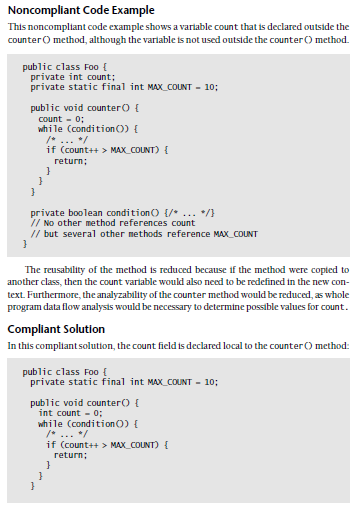 Noncompliant Code Example
This noncompliant code example shows a variable count that is declared outside the
counter() method, although the variable is not used outside the counter() method.
public class Foo {
private int count;
private static final int MAX_COUNT = 10;
public void counter() {
count = 0;
while (condition()) {
/* ... */
if (count++ > MAX_COUNT) {
return;
}
}
}
private boolean condition() {/* ... */}
// No other method references count
// but several other methods reference MAX_COUNT
}
The reusability of the method is reduced because if the method were copied to
another class, then the count variable would also need to be redefined in the new con-
text. Furthermore, the analyzability of the counter method would be reduced, as whole
program data flow analysis would be necessary to determine possible values for count.
Compliant Solution
In this compliant solution, the count field is declared local to the counter() method:
public class Foo {
private static final int MAX_COUNT = 10;
public void counter() {
int count = 0;
while (condition()) {
/* ... */
if (count++ > MAX_COUNT) {
return;
}
}
}